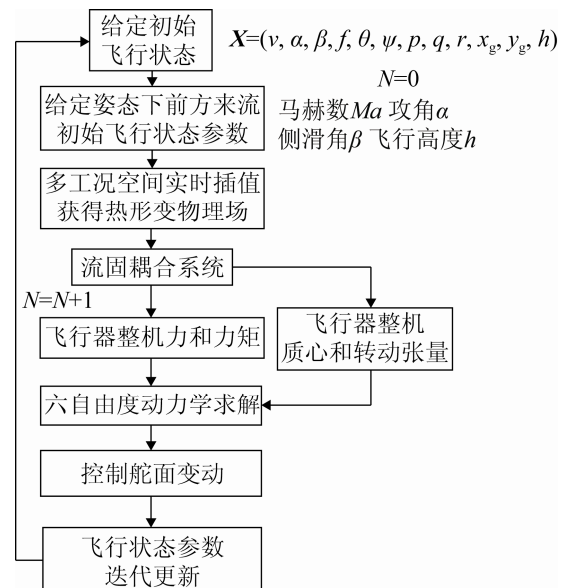 给定初始
飞行状态
X=(v, α, β, f, θ, ψ, p, q, r, xg, yg, h)
N=0
给定姿态下前方来流
初始飞行状态参数
马赫数Ma 攻角α
侧滑角β 飞行高度h
多工况空间实时插值
获得热形变物理场
流固耦合系统
N=N+1
飞行器整机力和力矩
飞行器整机
质心和转动张量
六自由度动力学求解
控制舵面变动
飞行状态参数
迭代更新